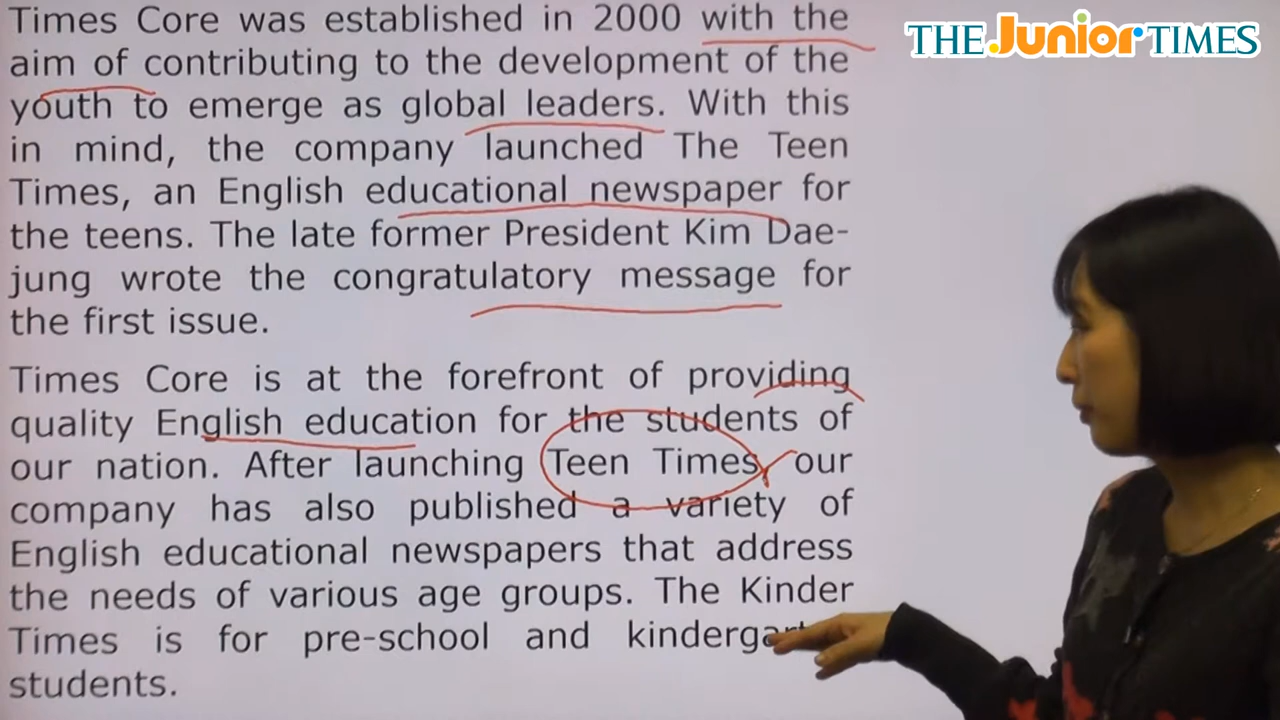 THE Junior TIMES
Times Core was established in 2000 with the
aim of contributing to the development of the
youth to emerge as global leaders. With this
in mind, the company launched The Teen
Times, an English educational newspaper for
the teens. The late former President Kim Dae-
jung wrote the congratulatory message for
the first issue.
Times Core is at the forefront of providing
quality English education for the students of
our nation. After launching Teen Times, our
company has also published a variety of
English educational newspapers that address
the needs of various age groups. The Kinder
Times is for pre-school and
students.